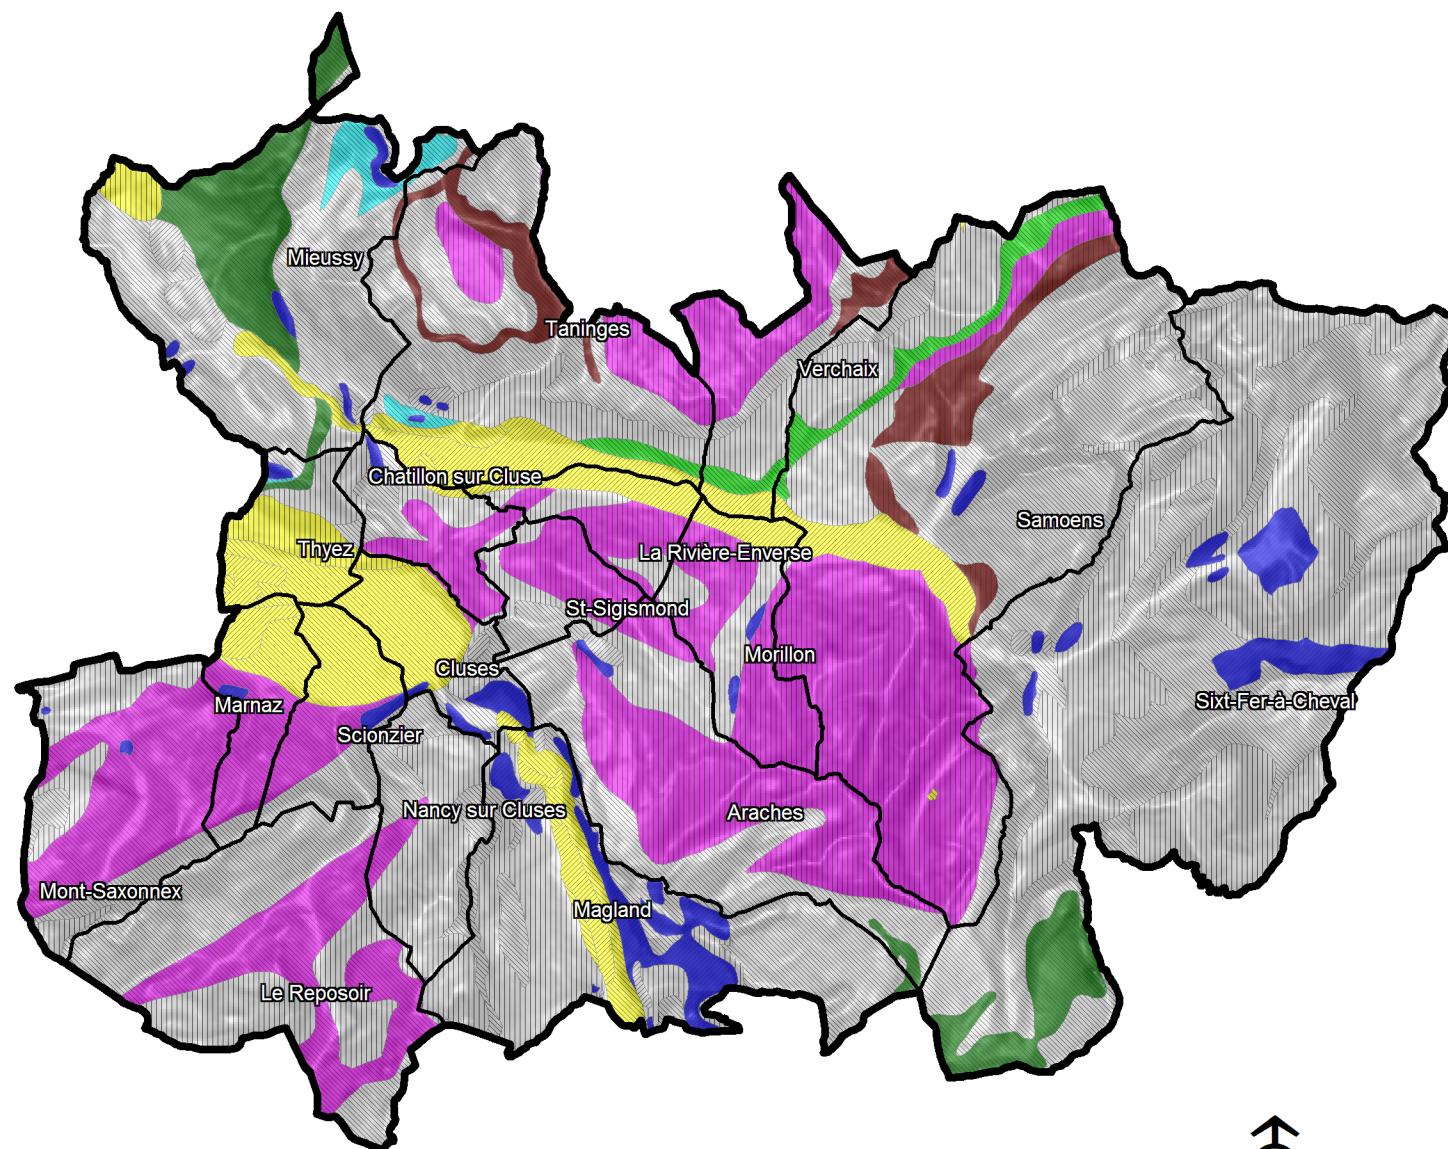 Mieussy
Taninges
Verchaix
Chatillon sur Cluse
Samoens
Thyez
La Rivière-Enverse
St-Sigismond
Cluses
Morillon
Marnaz
Sixt-Fer-à-Cheval
Scionzier
Nancy sur Cluses
Araches
Mont-Saxonnex
Magland
Le Reposoir